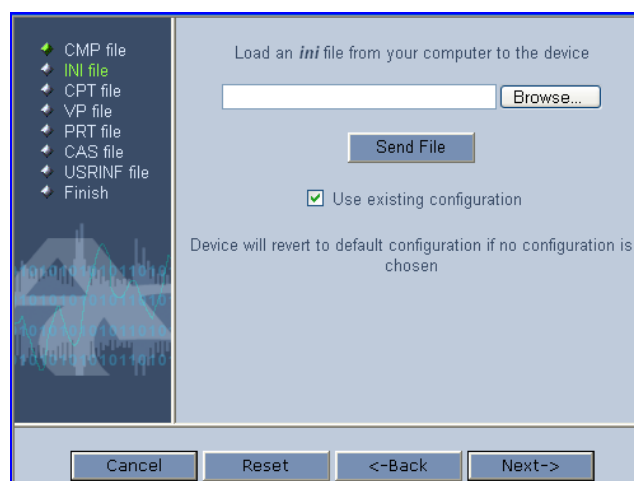 CMP file
INI file
CPT file
VP file
PRT file
CAS file
USRINF file
Finish
Load an ini file from your computer to the device
Browse...
Send File
Use existing configuration
Device will revert to default configuration if no configuration is
chosen
Cancel
Reset
<-Back
Next->